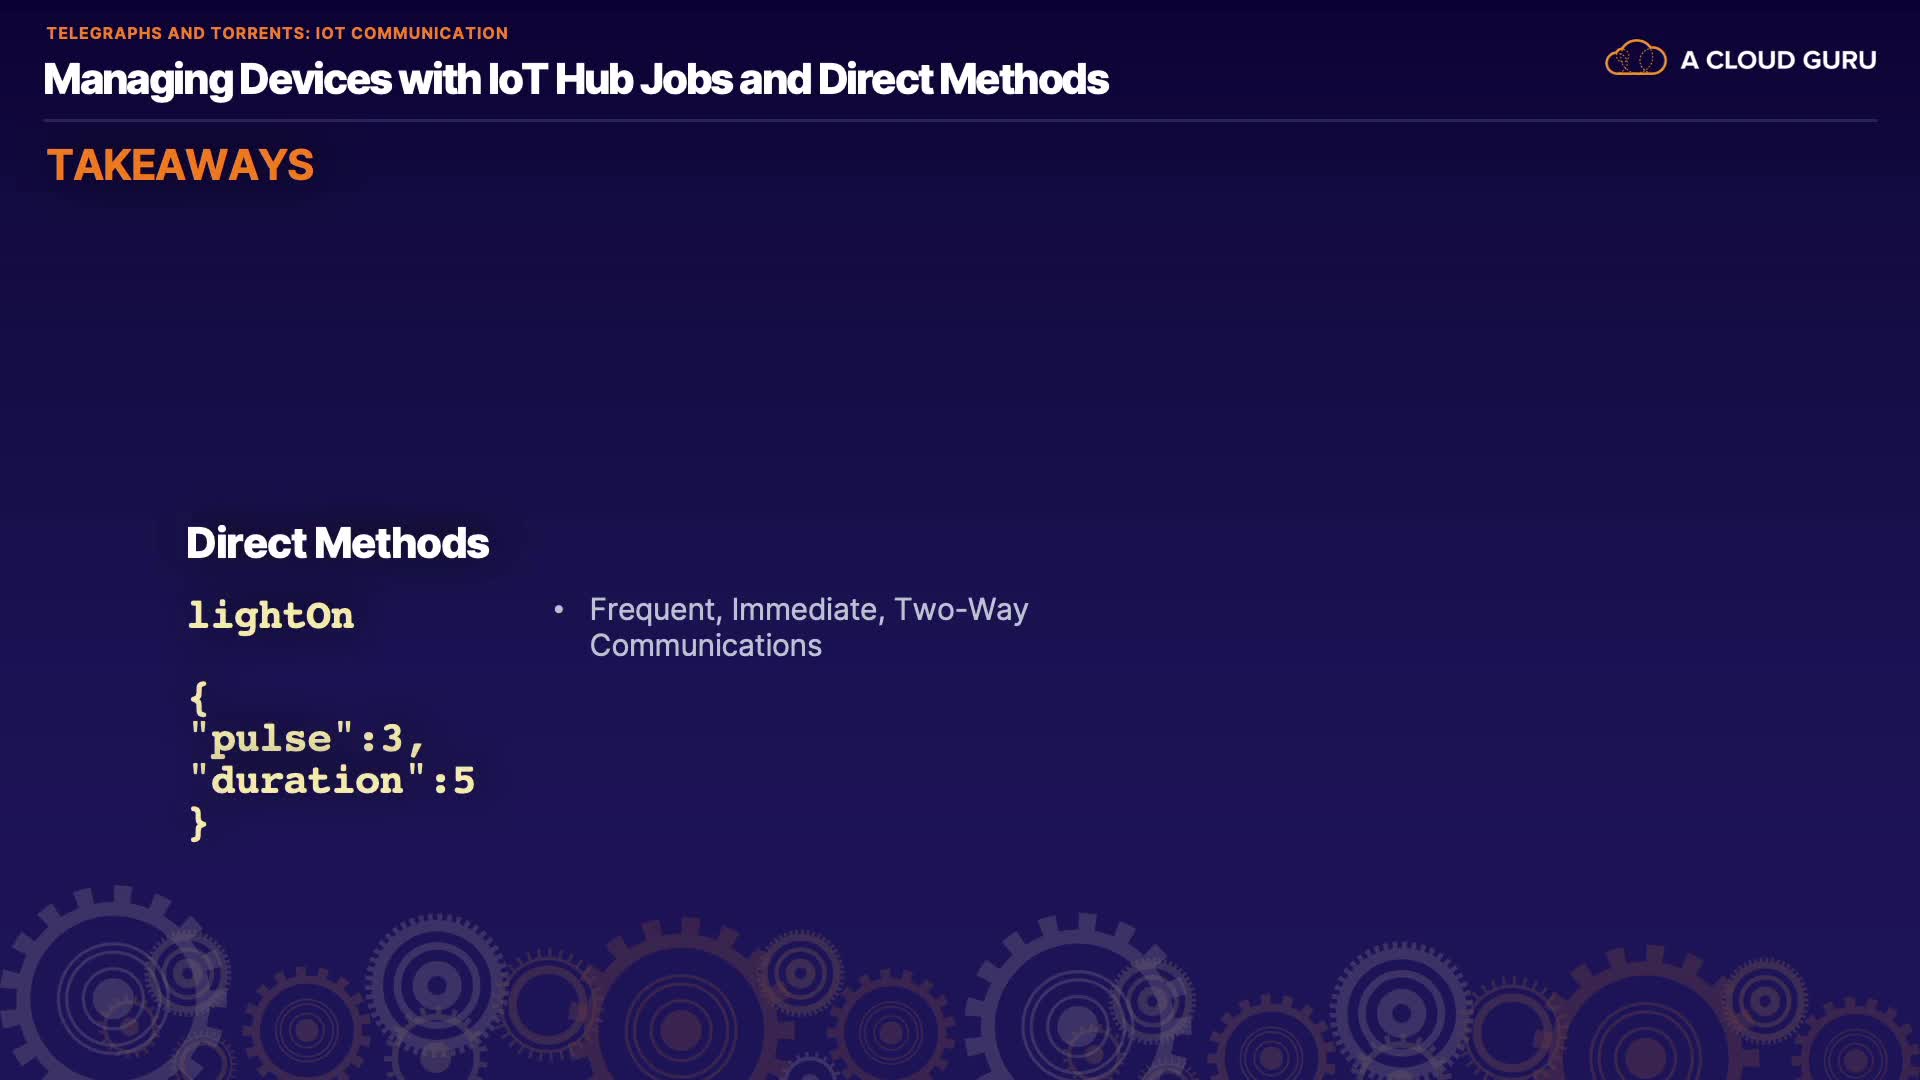 TELEGRAPHS AND TORRENTS: IOT COMMUNICATION
Managing Devices with IoT Hub Jobs and Direct Methods
A CLOUD GURU
TAKEAWAYS
Direct Methods
lightOn
{
"pulse":3,
"duration":5
}
• Frequent, Immediate, Two-Way
Communications